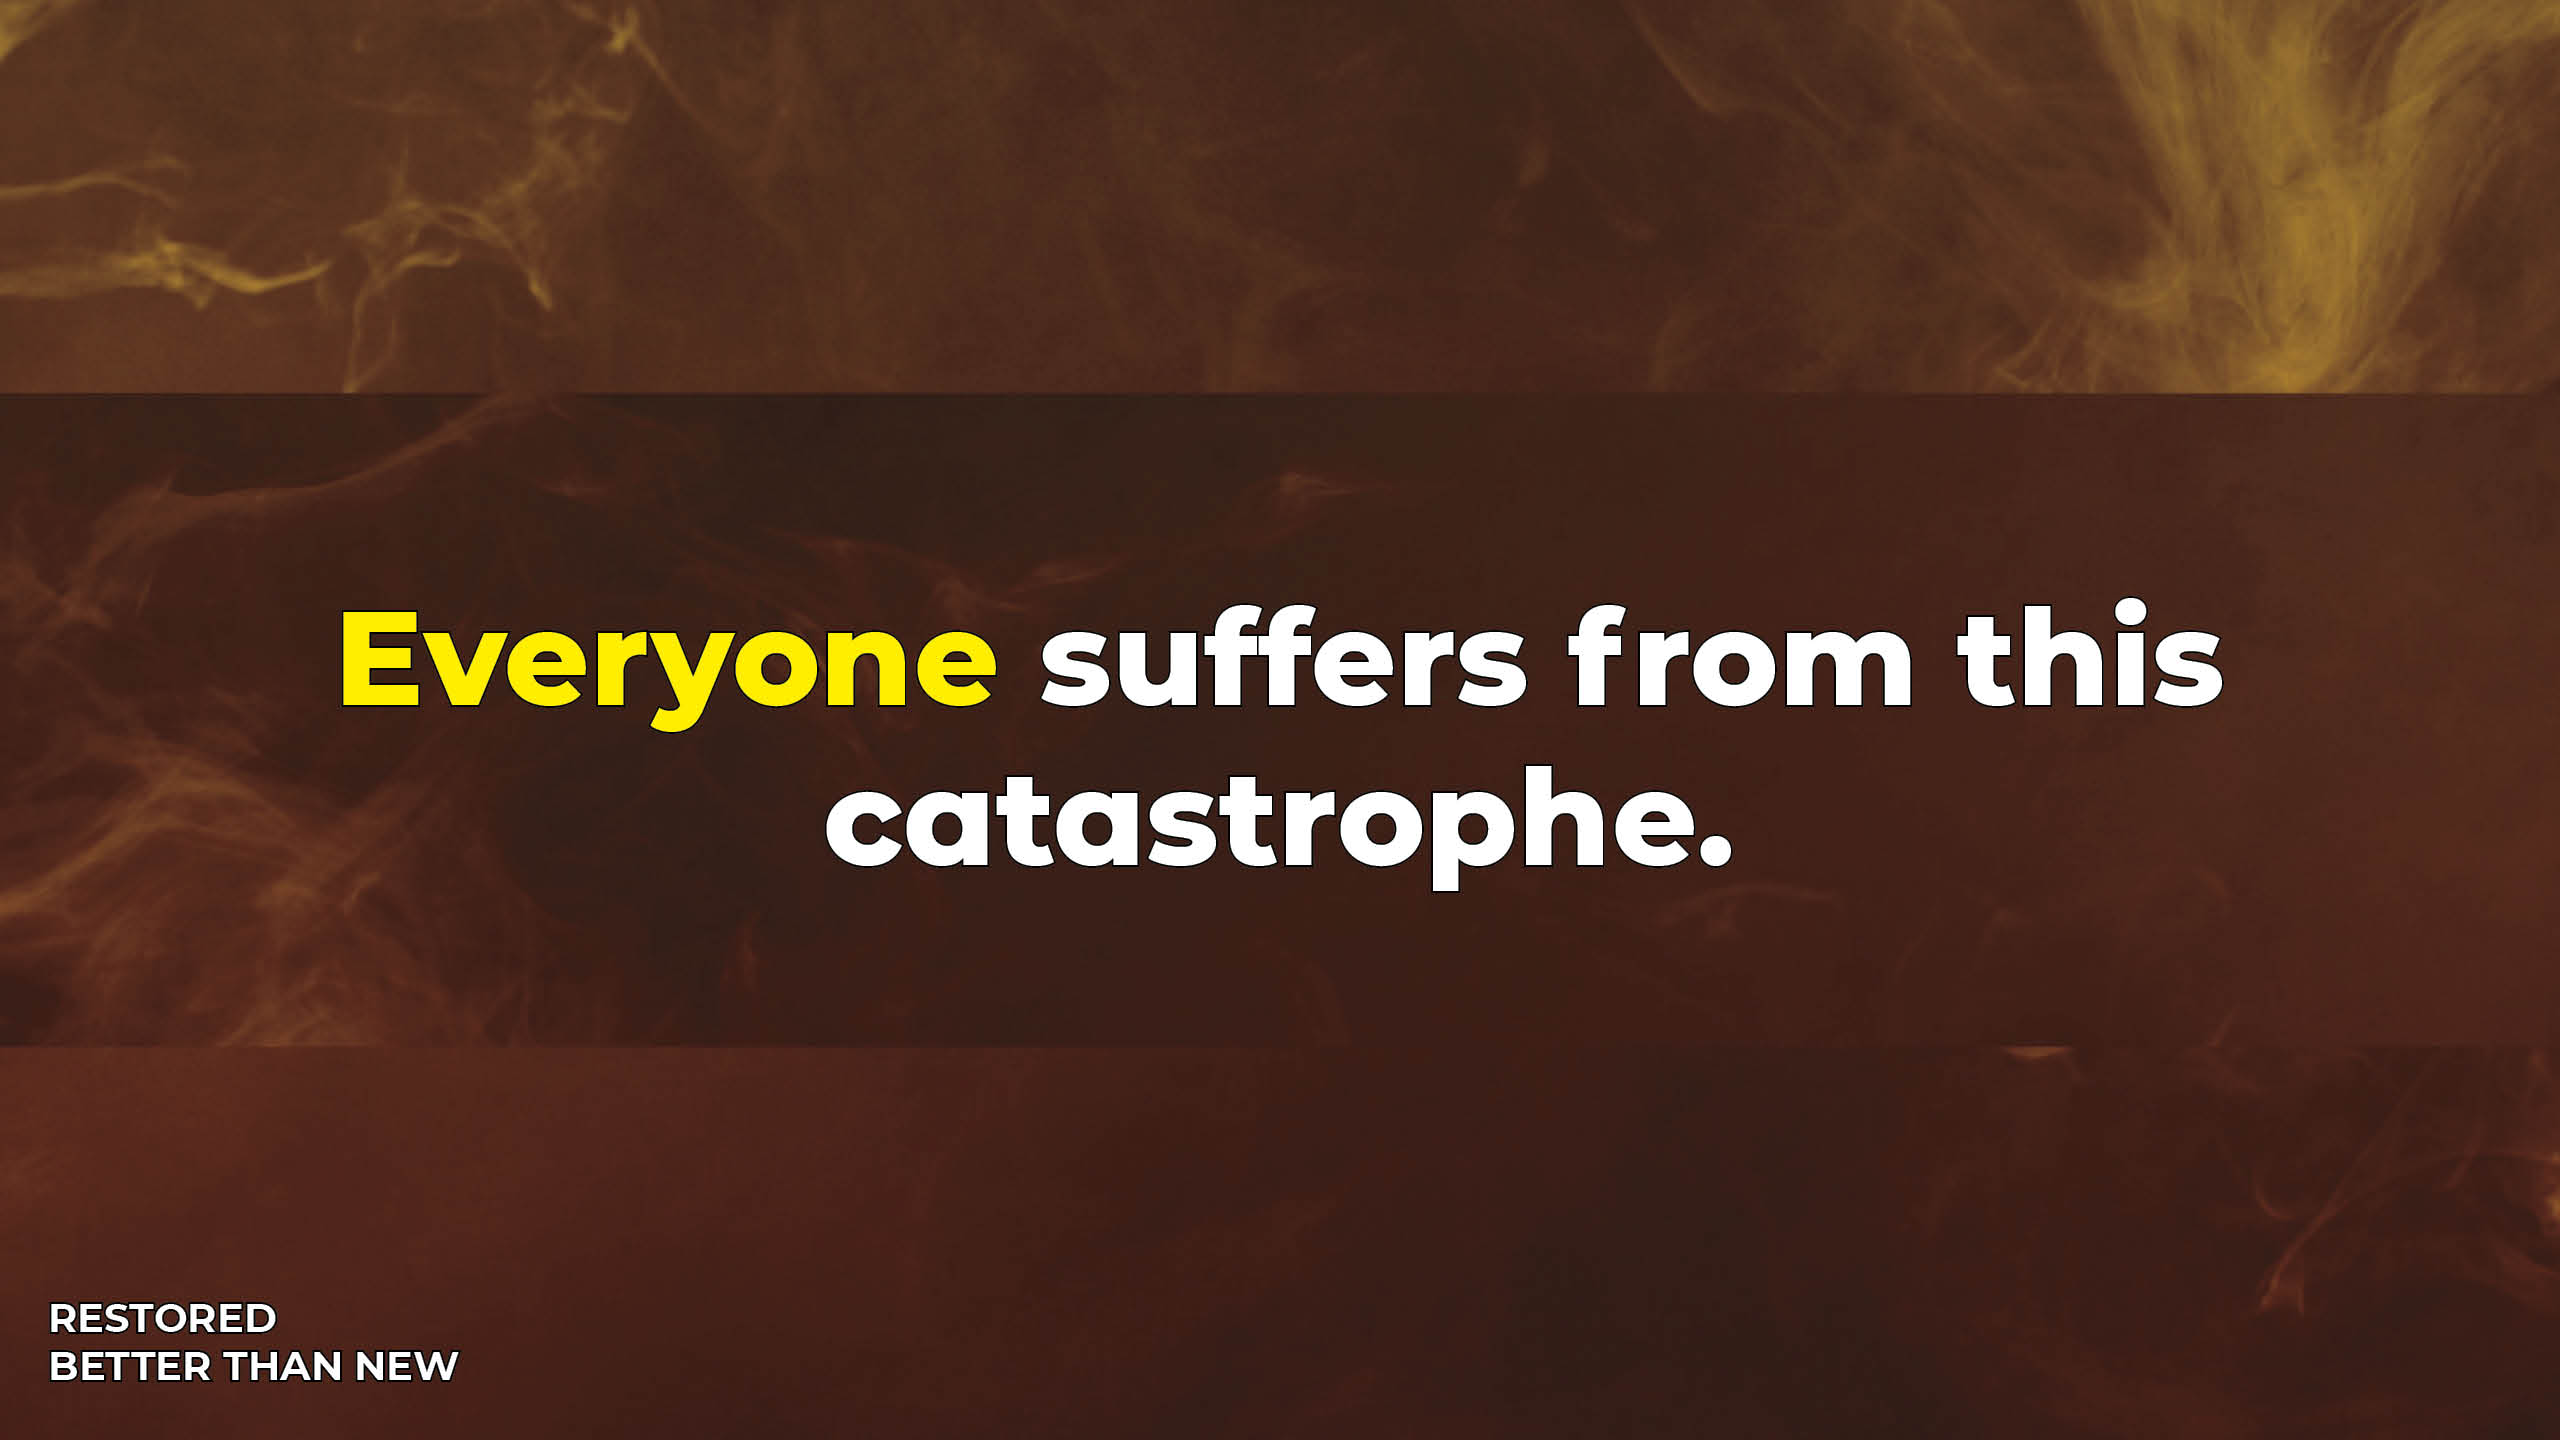 Everyone suffers from this
catastrophe.
RESTORED
BETTER THAN NEW